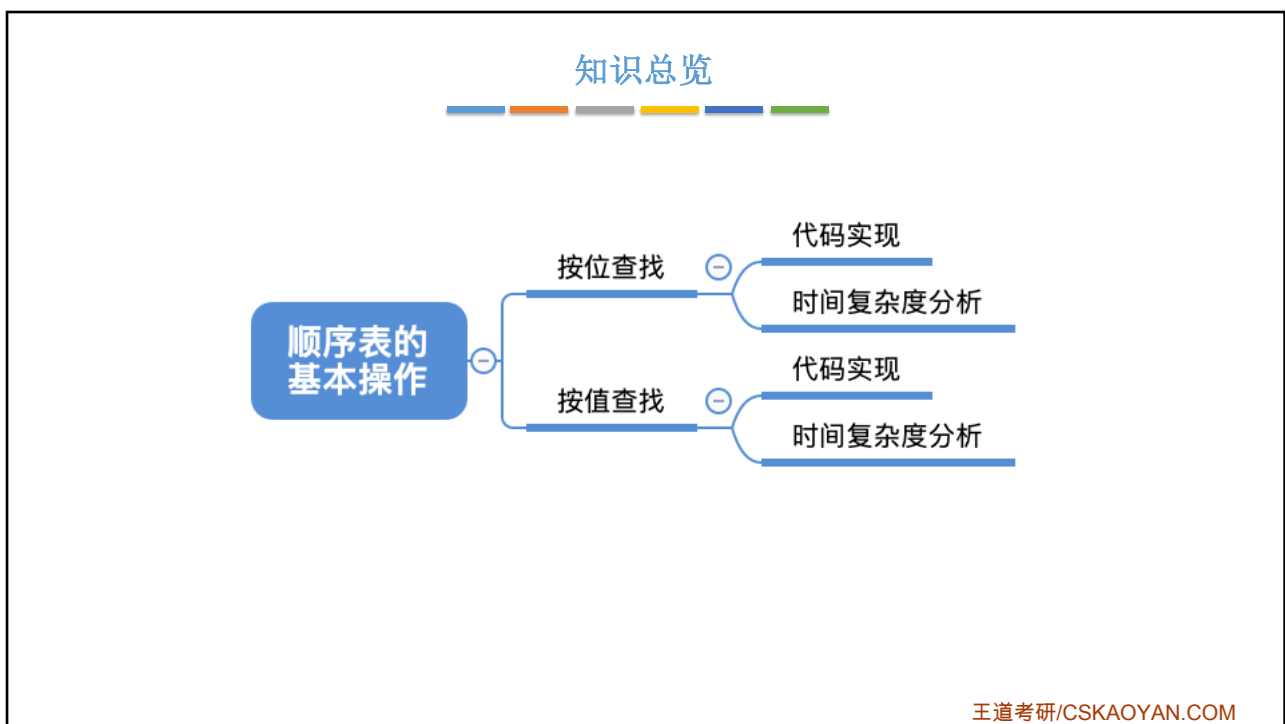 知识总览
代码实现
按位查找
时间复杂度分析
顺序表的
基本操作
代码实现
按值查找
时间复杂度分析
王道考研/CSKAOYAN.COM